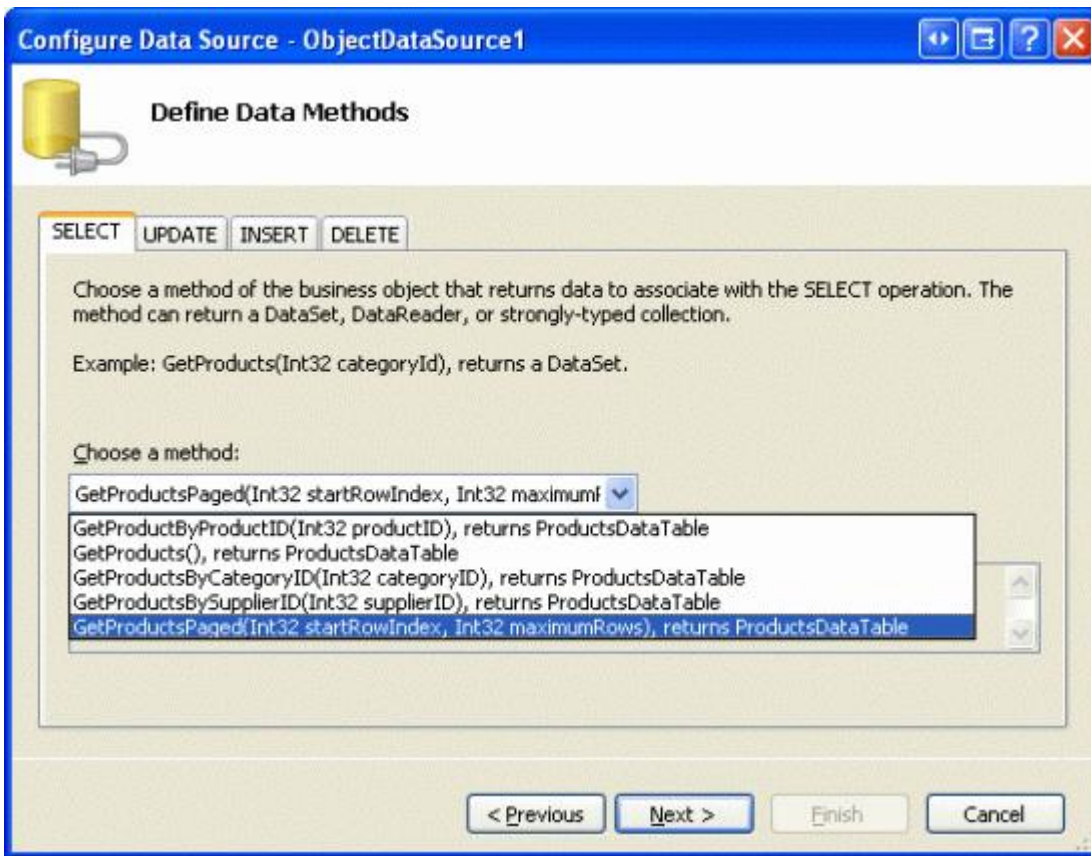 Configure Data Source - ObjectDataSource1
Define Data Methods
SELECT UPDATE INSERT DELETE
Choose a method of the business object that returns data to associate with the SELECT operation. The
method can return a DataSet, DataReader, or strongly-typed collection.
Example: GetProducts(Int32 categoryId), returns a DataSet.
Choose a method:
GetProductsPaged(Int32 startRowIndex, Int32
GetProductByProductID(Int32 productID), returns ProductsDataTable
GetProducts(), returns ProductsDataTable
GetProductsByCategoryID(Int32 categoryID), returns ProductsDataTable
GetProductsBySupplierID(Int32 supplierID), returns ProductsDataTable
GetProductsPaged(Int32 startRowIndex, Int32 maximumRows), returns ProductsDataTable
< Previous Next > Finish Cancel